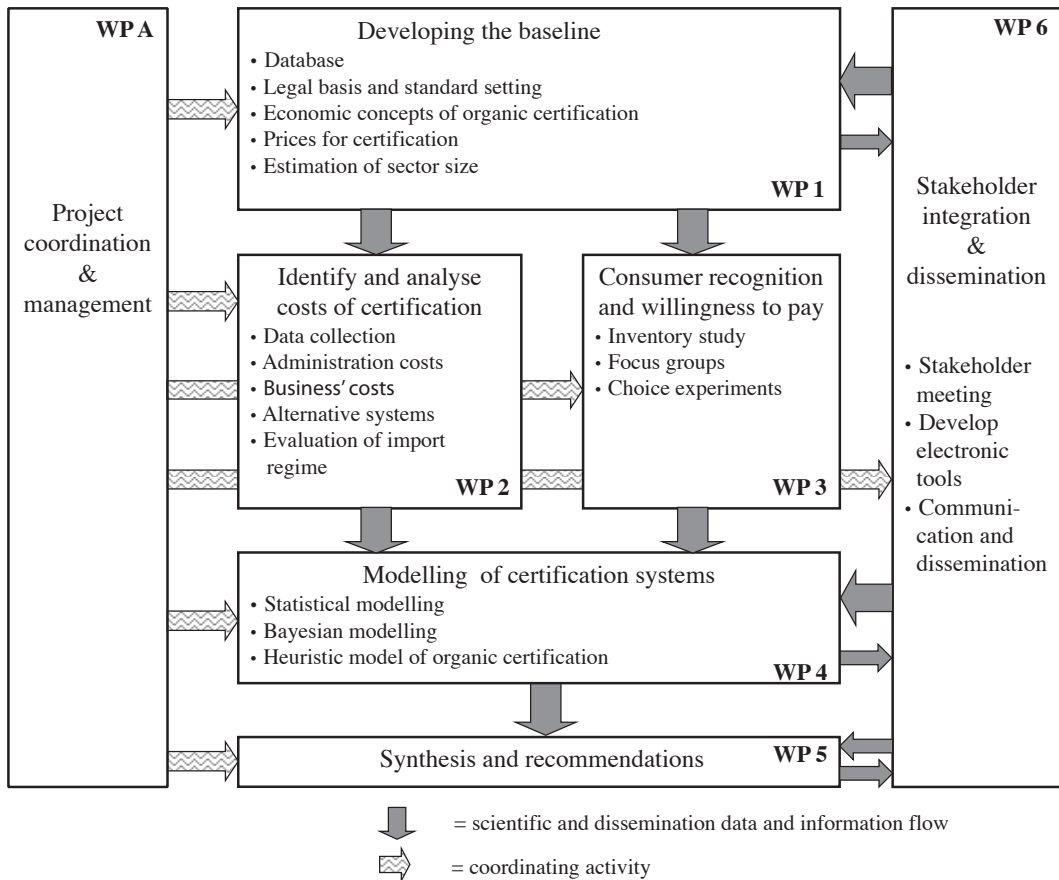 WP A
Project
coordination
&
management
Developing the baseline
• Database
• Legal basis and standard setting
• Economic concepts of organic certification
• Prices for certification
• Estimation of sector size
WP 1
Identify and analyse
costs of certification
• Data collection
• Administration costs
• Business’ costs
• Alternative systems
• Evaluation of import
regime
WP 2
Consumer recognition
and willingness to pay
• Inventory study
• Focus groups
• Choice experiments
WP 3
Modelling of certification systems
• Statistical modelling
• Bayesian modelling
• Heuristic model of organic certification
WP 4
Synthesis and recommendations
WP 5
WP 6
Stakeholder
integration
&
dissemination
• Stakeholder
meeting
• Develop
electronic
tools
• Communi-
cation and
dissemination
= scientific and dissemination data and information flow
= coordinating activity